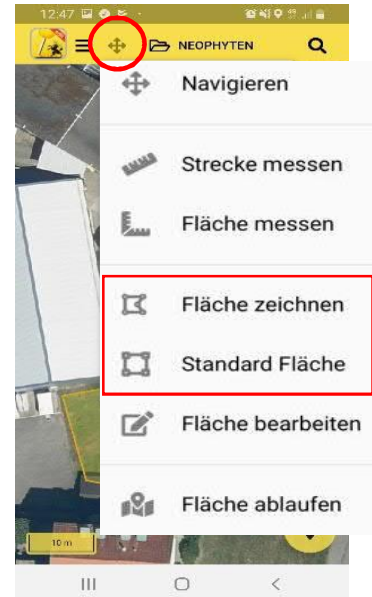 12:47
NEOPHYTEN
Navigieren
Strecke messen
Fläche messen
Fläche zeichnen
Standard Fläche
Fläche bearbeiten
Fläche ablaufen
10 m